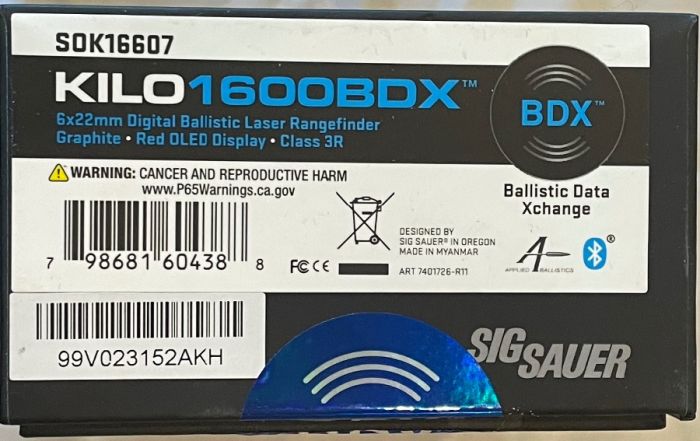 SOK16607
KILO1600BDX™
6x22mm Digital Ballistic Laser Rangefinder
Graphite • Red OLED Display • Class 3R
BDX™
Ballistic Data
Xchange
⚠WARNING: CANCER AND REPRODUCTIVE HARM
www.P65Warnings.ca.gov
7 98681 60438 8
FC CE
DESIGNED BY
SIG SAUER® IN OREGON
MADE IN MYANMAR
ART 7401726-R11
A
APPLIED BALLISTICS
®
99V023152AKH
SIG SAUER